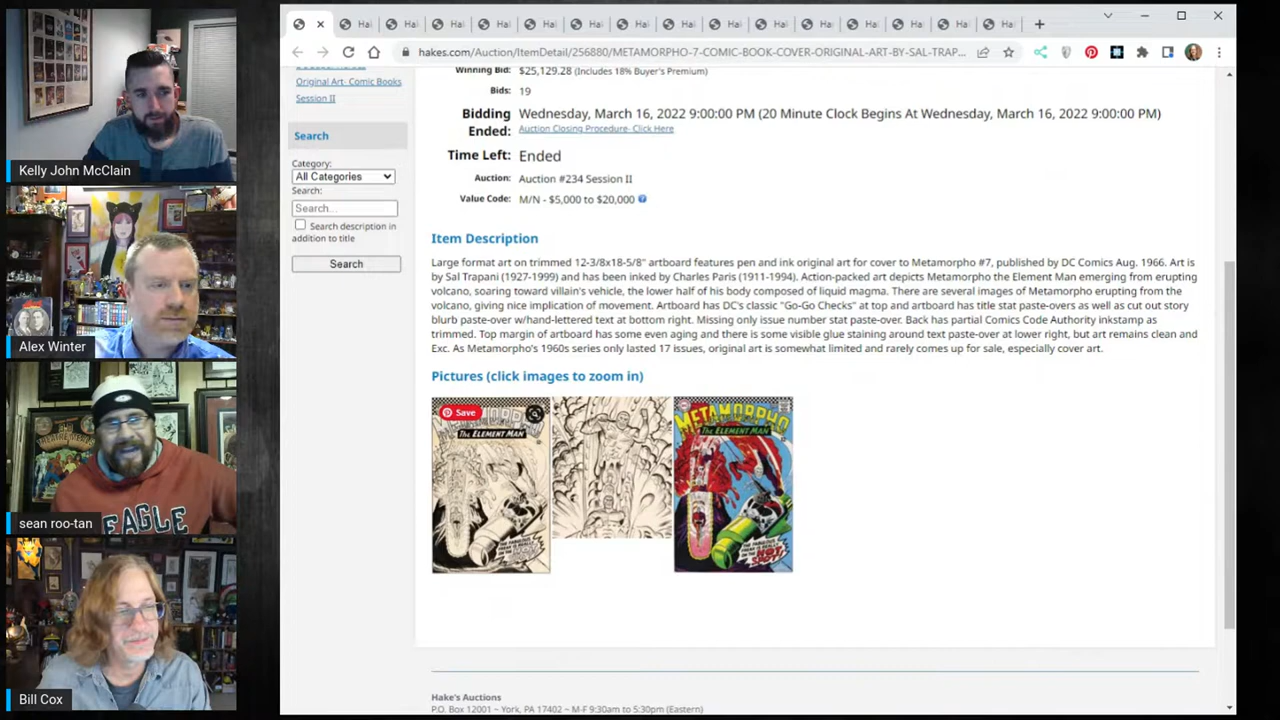 Kelly John McClain
Alex Winter
EAGLE
sean roo-tan
Bill Cox
hakes.com/Auction/ItemDetail/256880/METAMORPHO-7-COMIC-BOOK-COVER-ORIGINAL-ART-BY-SAL-TRAP...
Original Art- Comic Books
Session II
Search
Category:
All Categories
Search:
Search...
Search description in
addition to title
Search
Winning Bid: $25,129.28 (Includes 18% Buyer's Premium)
Bids: 19
Bidding Ended: Wednesday, March 16, 2022 9:00:00 PM (20 Minute Clock Begins At Wednesday, March 16, 2022 9:00:00 PM)
Auction Closing Procedure- Click Here
Time Left: Ended
Auction: Auction #234 Session II
Value Code: M/N - $5,000 to $20,000
Item Description
Large format art on trimmed 12-3/8x18-5/8" artboard features pen and ink original art for cover to Metamorpho #7, published by DC Comics Aug. 1966. Art is
by Sal Trapani (1927-1999) and has been inked by Charles Paris (1911-1994). Action-packed art depicts Metamorpho the Element Man emerging from erupting
volcano, soaring toward villain's vehicle, the lower half of his body composed of liquid magma. There are several images of Metamorpho erupting from the
volcano, giving nice implication of movement. Artboard has DC's classic "Go-Go Checks" at top and artboard has title stat paste-overs as well as cut out story
blurb paste-over w/hand-lettered text at bottom right. Missing only issue number stat paste-over. Back has partial Comics Code Authority inkstamp as
trimmed. Top margin of artboard has some even aging and there is some visible glue staining around text paste-over at lower right, but art remains clean and
Exc. As Metamorpho's 1960s series only lasted 17 issues, original art is somewhat limited and rarely comes up for sale, especially cover art.
Pictures (click images to zoom in)
Save
The ELEMENT MAN
METAMORPHO
The ELEMENT MAN
Hake's Auctions
P.O. Box 12001 ~ York, PA 17402 ~ M-F 9:30am to 5:30pm (Eastern)